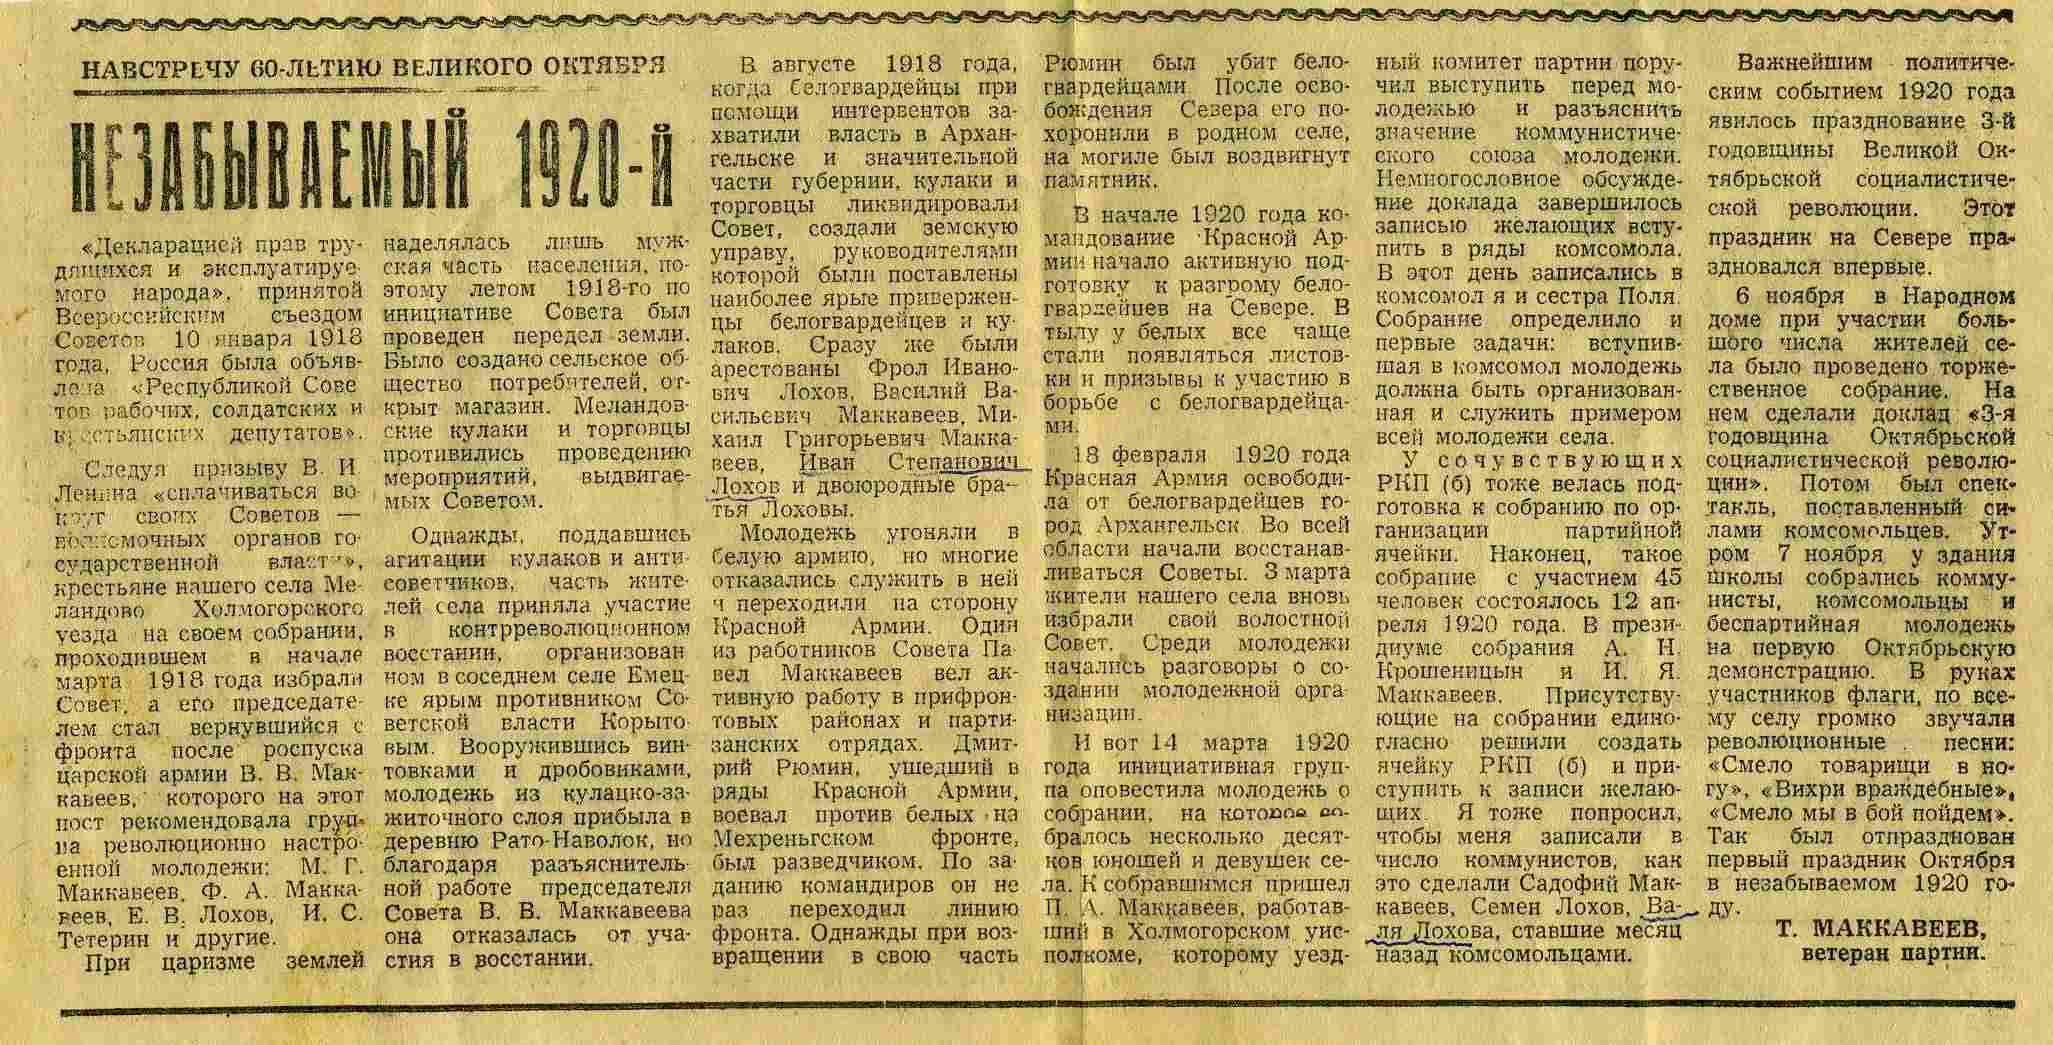 НАВСТРЕЧУ 60-ЛЕТИЮ ВЕЛИКОГО ОКТЯБРЯ
НЕЗАБЫВАЕМЫЙ 1920-Й
«Декларацией прав тру-
дящихся и эксплуатируе-
мого народа», принятой
Всероссийским съездом
Советов 10 января 1918
года, Россия была объяв-
лена «Республикой Сове
тов рабочих, солдатских и
крестьянских депутатов».
Следуя призыву В. И
Ленина «сплачиваться во-
круг своих Советов —
полномочных органов го-
сударственной власти»,
крестьяне нашего села Ме-
ландово Холмогорского
уезда на своем собрании,
проходившем в начале
марта 1918 года избрали
Совет, а его председате-
лем стал вернувшийся с
фронта после роспуска
царской армии В. В. Мак-
кавеев, которого на этот
пост рекомендовала груп-
па революционно настро-
енной молодежи: М. Г.
Маккавеев, Ф. А. Макка-
веев, Е. В. Лохов, И. С.
Тетерин и другие.
При царизме землей
наделялась лишь муж-
ская часть населения, по-
этому летом 1918-го по
инициативе Совета был
проведен передел земли.
Было создано сельское об-
щество потребителей, от-
крыт магазин. Меландов-
ские кулаки и торговцы
противились проведению
мероприятий, выдвигае-
мых Советом.
Однажды, поддавшись
агитации кулаков и анти-
советчиков, часть жите-
лей села приняла участие
в контрреволюционном
восстании, организован
ном в соседнем селе Емец-
ке ярым противником Со-
ветской власти Корыто-
вым. Вооружившись вин-
товками и дробовиками,
молодежь из кулацко-за-
житочного слоя прибыла в
деревню Рато-Наволок, но
благодаря разъяснитель-
ной работе председателя
Совета В. В. Маккавеева
она отказалась от уча-
стия в восстании.
В августе 1918 года,
когда белогвардейцы при
помощи интервентов за-
хватили власть в Архан-
гельске и значительной
части губернии, кулаки и
торговцы ликвидировали
Совет, создали земскую
управу, руководителями
которой были поставлены
наиболее ярые привержен-
цы белогвардейцев и ку-
лаков. Сразу же были
арестованы Фрол Ивано-
вич Лохов, Василий Ва-
сильевич Маккавеев, Ми-
хаил Григорьевич Макка-
веев, Иван Степанович
Лохов и двоюродные бра-
тья Лоховы.
Молодежь угоняли в
белую армию, но многие
отказались служить в ней
и переходили на сторону
Красной Армии. Один
из работников Совета Па
вел Маккавеев вел ак-
тивную работу в прифрон-
товых районах и парти-
занских отрядах. Дмит-
рий Рюмин, ушедший в
ряды Красной Армии,
воевал против белых на
Мехреньгском фронте,
был разведчиком. По за-
данию командиров он не
раз переходил линию
фронта. Однажды при воз-
вращении в свою часть
Рюмин был убит бело-
гвардейцами. После осво-
бождения Севера его по-
хоронили в родном селе,
на могиле был воздвигнут
памятник.
В начале 1920 года ко-
мандование Красной Ар-
мии начало активную под-
готовку к разгрому бело-
гвардейцев на Севере. В
тылу у белых все чаще
стали появляться листов-
ки и призывы к участию в
борьбе с белогвардейца-
ми.
18 февраля 1920 года
Красная Армия освободи-
ла от белогвардейцев го-
род Архангельск. Во всей
области начали восстанав-
ливаться Советы. 3 марта
жители нашего села вновь
избрали свой волостной
Совет. Среди молодежи
начались разговоры о со-
здании молодежной орга-
низации.
И вот 14 марта 1920
года инициативная груп-
па оповестила молодежь о
собрании, на которое со-
бралось несколько десят-
ков юношей и девушек се-
ла. К собравшимся пришел
П. А. Маккавеев, работав-
ший в Холмогорском уис-
полкоме, которому уезд-
ный комитет партии пору-
чил выступить перед мо-
лодежью и разъяснить
значение коммунистиче-
ского союза молодежи.
Немногословное обсужде-
ние доклада завершилось
записью желающих всту-
пить в ряды комсомола.
В этот день записались в
комсомол я и сестра Поля.
Собрание определило и
первые задачи: вступив-
шая в комсомол молодежь
должна быть организован-
ная и служить примером
всей молодежи села.
У сочувствующих
РКП (б) тоже велась под-
готовка к собранию по ор-
ганизации партийной
ячейки. Наконец, такое
собрание с участием 45
человек состоялось 12 ап-
реля 1920 года. В прези-
диуме собрания А. Н.
Крошеницын и И. Я.
Маккавеев. Присутству-
ющие на собрании едино-
гласно решили создать
ячейку РКП (б) и при-
ступить к записи желаю-
щих. Я тоже попросил,
чтобы меня записали в
число коммунистов, как
это сделали Садофий Мак-
кавеев, Семен Лохов, Ва-
ля Лохова, ставшие месяц
назад комсомольцами.
Важнейшим политиче-
ским событием 1920 года
явилось празднование 3-й
годовщины Великой Ок-
тябрьской социалистиче-
ской революции. Этот
праздник на Севере пра-
здновался впервые.
6 ноября в Народном
доме при участии боль-
шого числа жителей се-
ла было проведено торже-
ственное собрание. На
нем сделали доклад «3-я
годовщина Октябрьской
социалистической револю-
ции». Потом был спек-
такль, поставленный си-
лами комсомольцев. Ут-
ром 7 ноября у здания
школы собрались комму-
нисты, комсомольцы и
беспартийная молодежь
на первую Октябрьскую
демонстрацию. В руках
участников флаги, по все-
му селу громко звучали
революционные песни:
«Смело товарищи в но-
гу», «Вихри враждебные»,
«Смело мы в бой пойдем».
Так был отпразднован
первый праздник Октября
в незабываемом 1920 го-
ду.
Т. МАККАВЕЕВ,
ветеран партии.